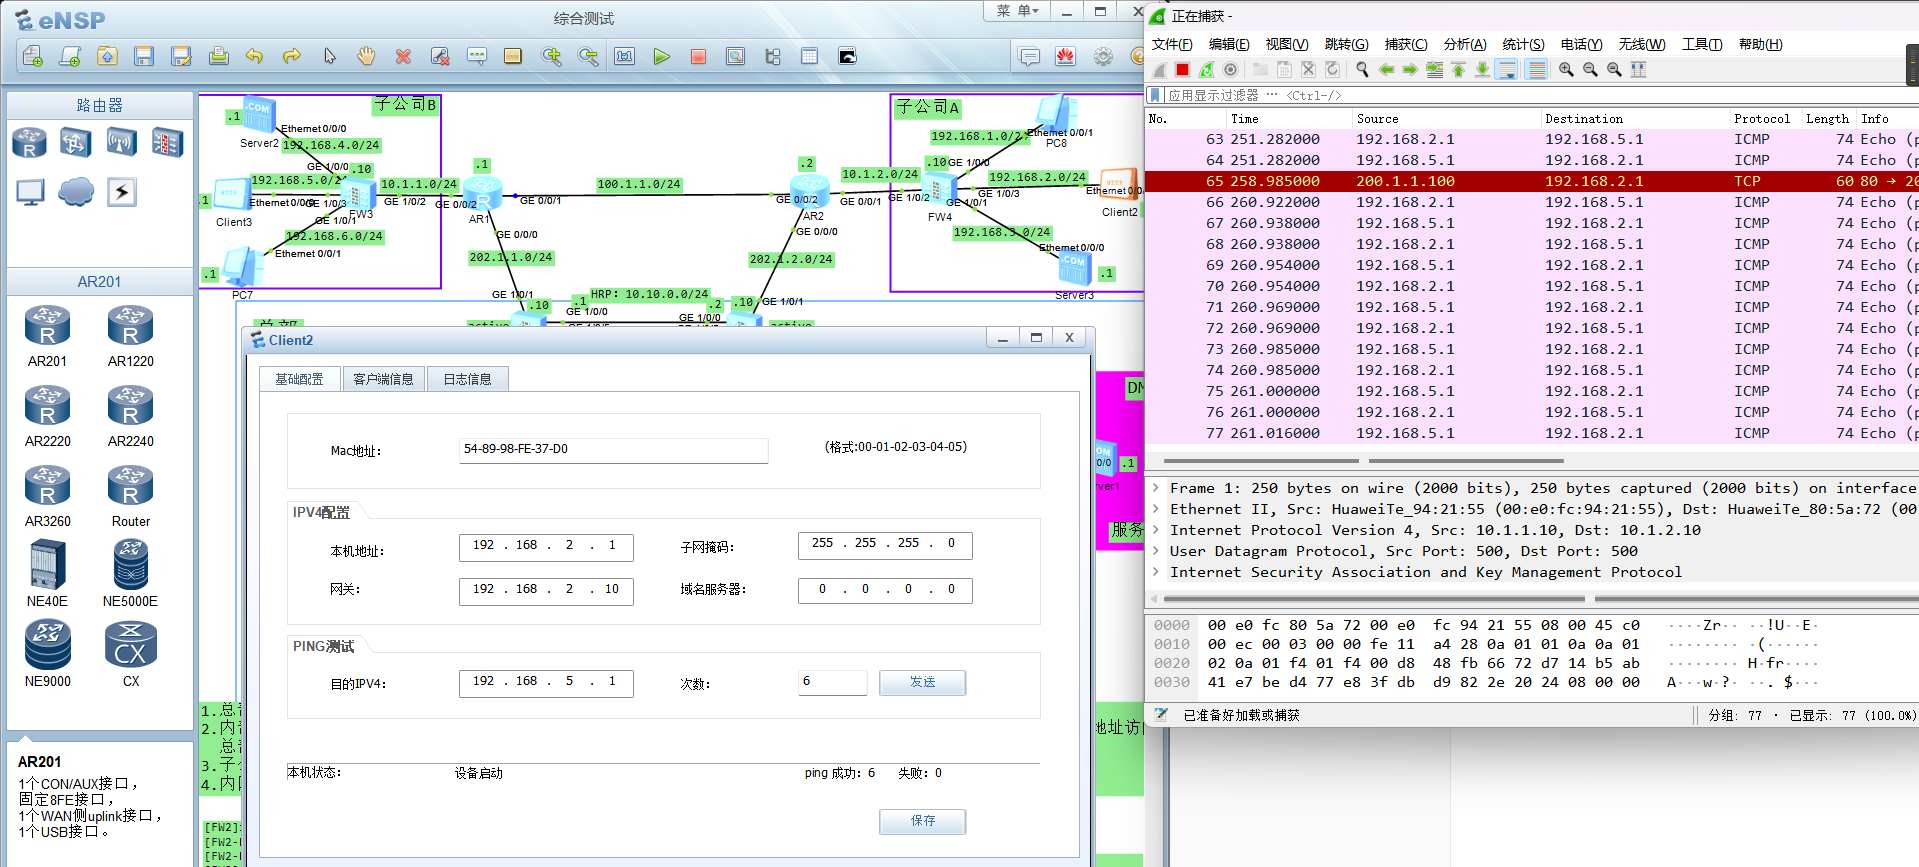 eNSP
综合测试
菜 单
路由器
AR201
AR201
AR1220
AR2220
AR2240
AR3260
Router
NE40E
NE5000E
NE9000
CX
AR201
1个CON/AUX接口，
固定8FE接口，
1个WAN侧uplink接口，
1个USB接口。
子公司B
.1
Server2
Ethernet 0/0/0
192.168.4.0/24
GE 1/0/0
.10
192.168.5.0/24
10.1.1.0/24
.1
Ethernet 0/0/0
GE 1/0/3
GE 1/0/2
GE 0/0/2
Client3
FW3
GE 1/0/1
192.168.6.0/24
Ethernet 0/0/1
.1
PC7
.1
AR1
GE 0/0/1
100.1.1.0/24
GE 0/0/0
202.1.1.0/24
GE 1/0/1
.10
.2
GE 0/0/2
AR2
GE 0/0/1
GE 0/0/0
202.1.2.0/24
10.1.2.0/24
GE 1/0/2
子公司A
192.168.1.0/2
Ethernet 0/0/1
PC8
.10
GE 1/0/0
192.168.2.0/24
GE 1/0/3
GE 1/0/1
FW4
Ethernet 0/0/
Client2
192.168.3.0/24
Ethernet 0/0/0
.1
Server3
HRP: 10.10.0.0/24
.1
GE 1/0/0
.2
GE 1/0/0
.10
GE 1/0/1
总部
active
active
DM
.1
服务
Client2
基础配置
客户端信息
日志信息
Mac地址:
54-89-98-FE-37-D0
(格式:00-01-02-03-04-05)
IPV4配置
本机地址:
192 . 168 . 2 . 1
子网掩码:
255 . 255 . 255 . 0
网关:
192 . 168 . 2 . 10
域名服务器:
0 . 0 . 0 . 0
PING测试
目的IPV4:
192 . 168 . 5 . 1
次数:
6
发送
本机状态:
设备启动
ping 成功: 6 失败: 0
保存
1.总
2.内
总
3.子
4.内
地址访
[FW2]
[FW2-
[FW2-
正在捕获 -
文件(F) 编辑(E) 视图(V) 跳转(G) 捕获(C) 分析(A) 统计(S) 电话(Y) 无线(W) 工具(T) 帮助(H)
应用显示过滤器 … <Ctrl-/>
No. Time Source Destination Protocol Length Info
63 251.282000 192.168.2.1 192.168.5.1 ICMP 74 Echo (p
64 251.282000 192.168.5.1 192.168.2.1 ICMP 74 Echo (p
65 258.985000 200.1.1.100 192.168.2.1 TCP 60 80 → 20
66 260.922000 192.168.2.1 192.168.5.1 ICMP 74 Echo (p
67 260.938000 192.168.5.1 192.168.2.1 ICMP 74 Echo (p
68 260.938000 192.168.2.1 192.168.5.1 ICMP 74 Echo (p
69 260.954000 192.168.5.1 192.168.2.1 ICMP 74 Echo (p
70 260.954000 192.168.2.1 192.168.5.1 ICMP 74 Echo (p
71 260.969000 192.168.5.1 192.168.2.1 ICMP 74 Echo (p
72 260.969000 192.168.2.1 192.168.5.1 ICMP 74 Echo (p
73 260.985000 192.168.5.1 192.168.2.1 ICMP 74 Echo (p
74 260.985000 192.168.2.1 192.168.5.1 ICMP 74 Echo (p
75 261.000000 192.168.5.1 192.168.2.1 ICMP 74 Echo (p
76 261.000000 192.168.2.1 192.168.5.1 ICMP 74 Echo (p
77 261.016000 192.168.5.1 192.168.2.1 ICMP 74 Echo (p
Frame 1: 250 bytes on wire (2000 bits), 250 bytes captured (2000 bits) on interface
Ethernet II, Src: HuaweiTe_94:21:55 (00:e0:fc:94:21:55), Dst: HuaweiTe_80:5a:72 (00
Internet Protocol Version 4, Src: 10.1.1.10, Dst: 10.1.2.10
User Datagram Protocol, Src Port: 500, Dst Port: 500
Internet Security Association and Key Management Protocol
0000 00 e0 fc 80 5a 72 00 e0 fc 94 21 55 08 00 45 c0 ····Zr·· ··!U··E·
0010 00 ec 00 03 00 00 fe 11 a4 28 0a 01 01 0a 0a 01 ········ ·(······
0020 02 0a 01 f4 01 f4 00 d8 48 fb 66 72 d7 14 b5 ab ········ H·fr····
0030 41 e7 be d4 77 e8 3f db d9 82 2e 20 24 08 00 00 A···w·?· ··. $···
已准备好加载或捕获
分组: 77 · 已显示: 77 (100.0%)